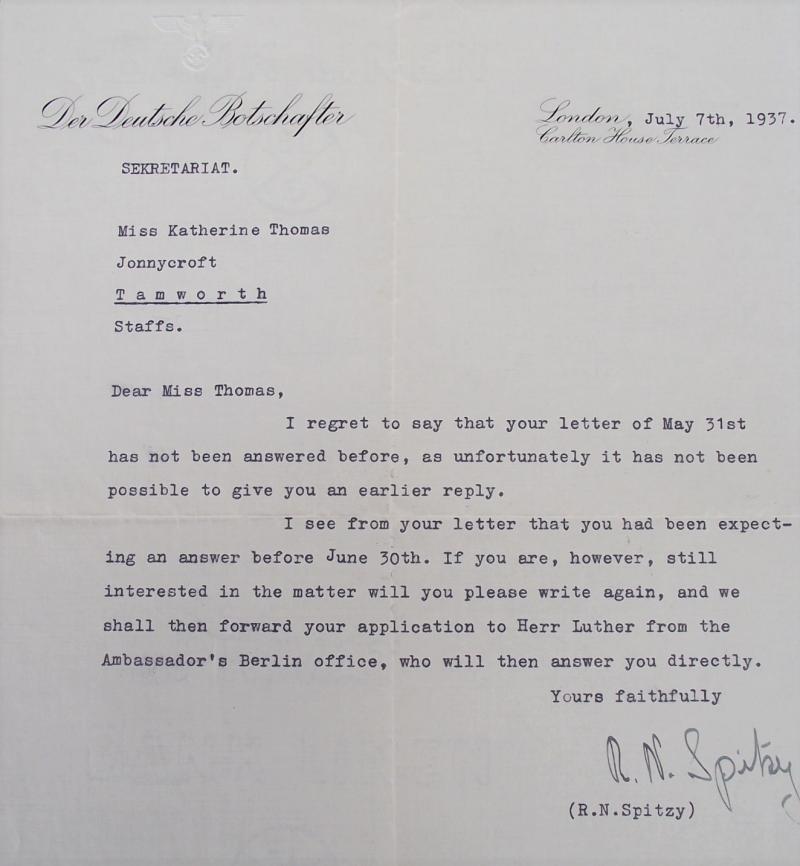 Der Deutsche Botschafter
London, July 7th, 1937.
Carlton House Terrace
SEKRETARIAT.
Miss Katherine Thomas
Jonnycroft
Tamworth
Staffs.
Dear Miss Thomas,
I regret to say that your letter of May 31st
has not been answered before, as unfortunately it has not been
possible to give you an earlier reply.
I see from your letter that you had been expect-
ing an answer before June 30th. If you are, however, still
interested in the matter will you please write again, and we
shall then forward your application to Herr Luther from the
Ambassador's Berlin office, who will then answer you directly.
Yours faithfully
R. N. Spitzy
(R.N.Spitzy)